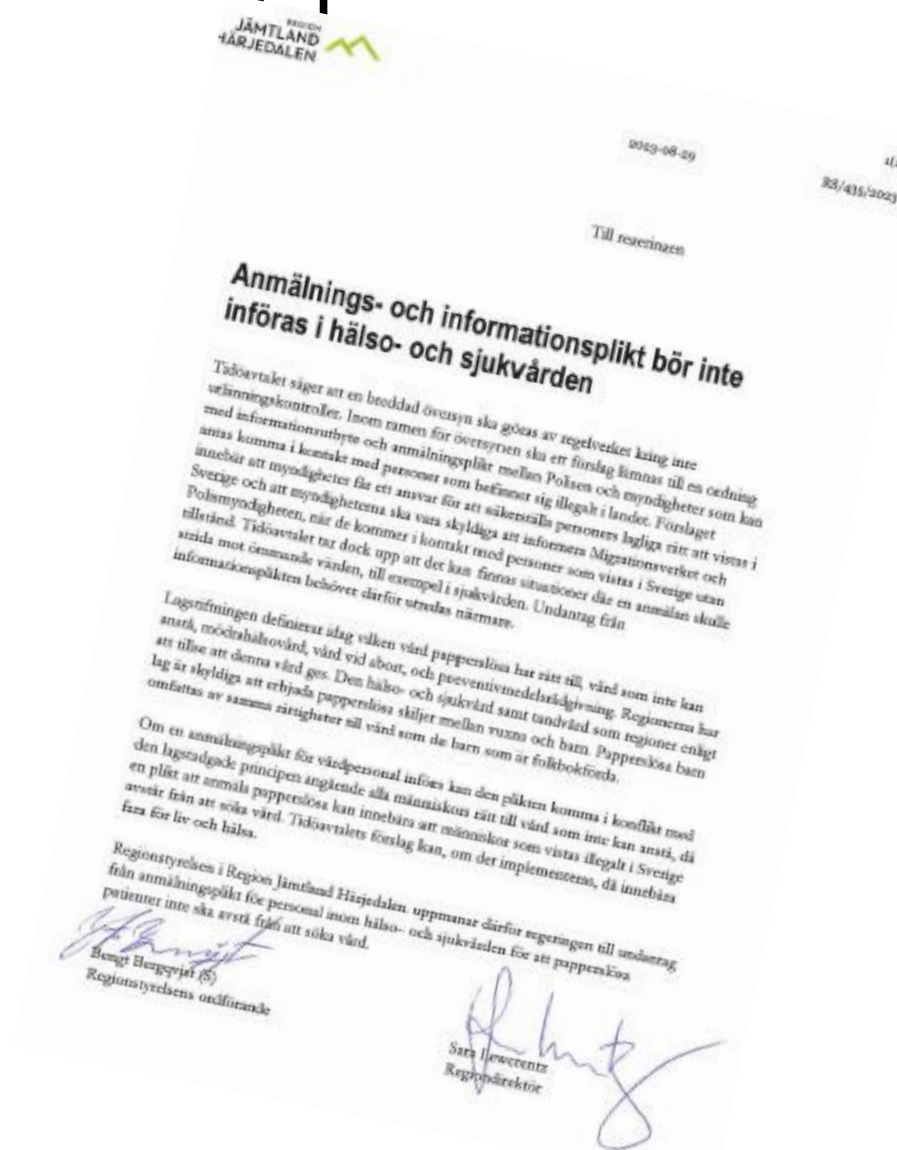 REGION
JÄMTLAND
HÄRJEDALEN
2023-08-29
1(
RS/435/2023
Till regeringen
Anmälnings- och informationsplikt bör inte
införas i hälso- och sjukvården
Tidöavtalet säger att en breddad översyn ska göras av regelverket kring inre
utlänningskontroller. Inom ramen för översynen ska ett förslag lämnas till en ordning
med informationsutbyte och anmälningsplikt mellan Polisen och myndigheter som kan
antas komma i kontakt med personer som befinner sig illegalt i landet. Förslaget
innebär att myndigheter får ett ansvar för att säkerställa personers lagliga rätt att vistas i
Sverige och att myndigheterna ska vara skyldiga att informera Migrationsverket och
Polismyndigheten, när de kommer i kontakt med personer som vistas i Sverige utan
tillstånd. Tidöavtalet tar dock upp att det kan finnas situationer där en anmälan skulle
strida mot ömmande värden, till exempel i sjukvården. Undantag från
informationsplikten behöver därför utredas närmare.
Lagstiftningen definierar idag vilken vård papperslösa har rätt till, vård som inte kan
anstå, mödrahälsovård, vård vid abort, och preventivmedelsrådgivning. Regionerna har
att tillse att denna vård ges. Den hälso- och sjukvård samt tandvård som regioner enligt
lag är skyldiga att erbjuda papperslösa skiljer mellan vuxna och barn. Papperslösa barn
omfattas av samma rättigheter till vård som de barn som är folkbokförda.
Om en anmälningsplikt för vårdpersonal införs kan den plikten komma i konflikt med
den lagstadgade principen angående alla människors rätt till vård som inte kan anstå, då
en plikt att anmäla papperslösa kan innebära att människor som vistas illegalt i Sverige
avstår från att söka vård. Tidöavtalets förslag kan, om det implementeras, då innebära
fara för liv och hälsa.
Regionstyrelsen i Region Jämtland Härjedalen. uppmanar därför regeringen till undantag
från anmälningsplikt för personal inom hälso- och sjukvården för att papperslösa
patienter inte ska avstå från att söka vård.
Bengt Bergqvist (S)
Regionstyrelsens ordförande
Sara Lewerentz
Regiondirektör